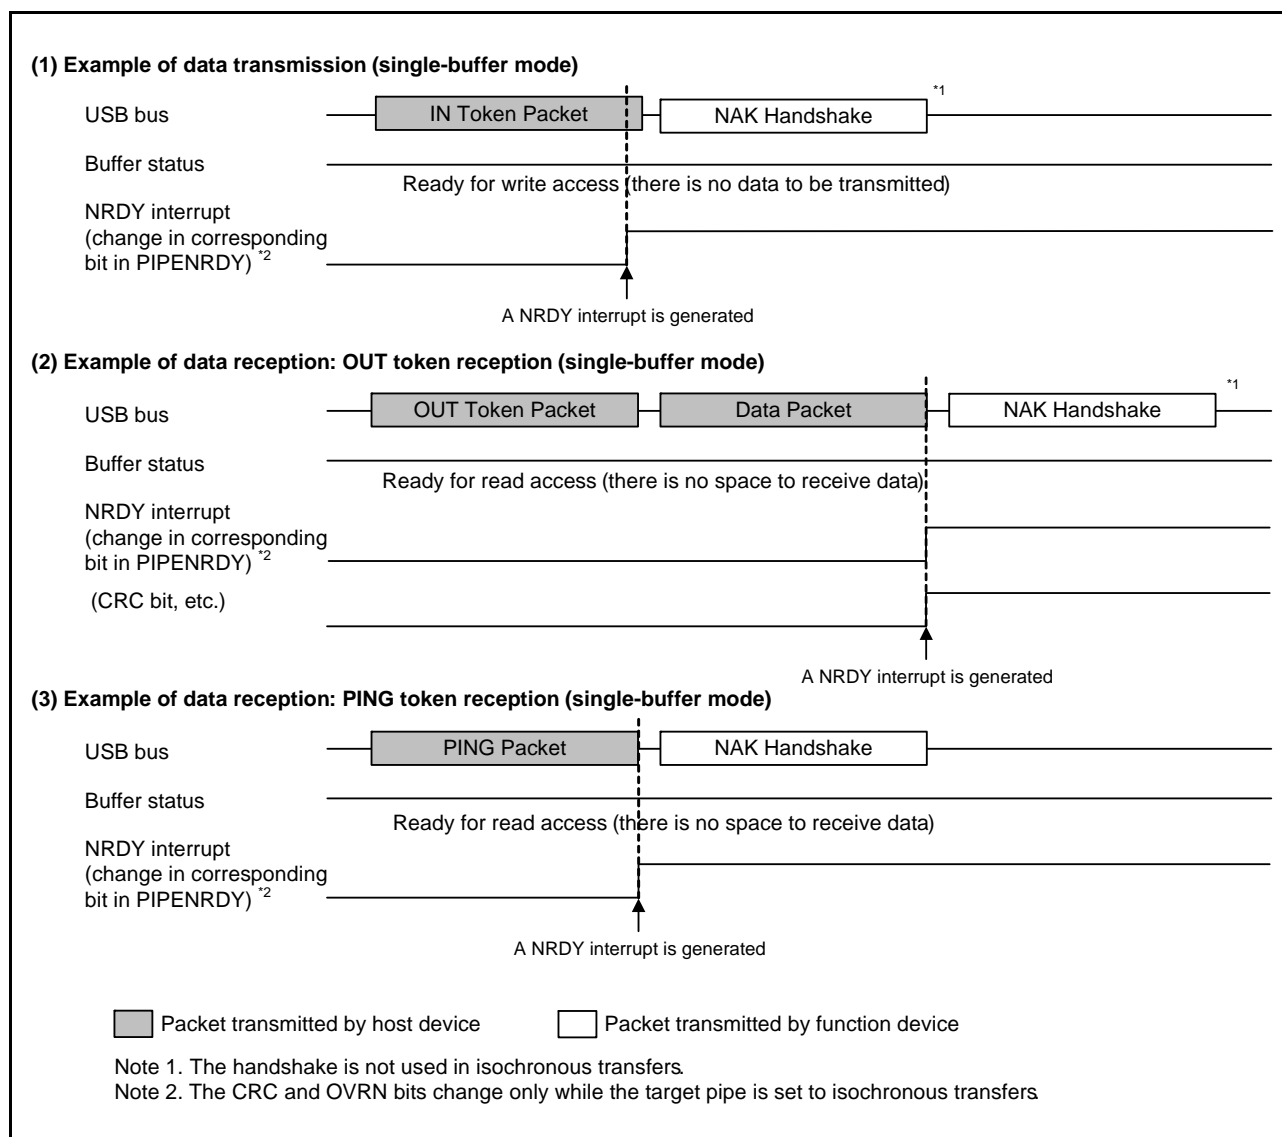 (1) Example of data transmission (single-buffer mode)
USB bus
IN Token Packet
NAK Handshake
*1
Buffer status
Ready for write access (there is no data to be transmitted)
NRDY interrupt
(change in corresponding
bit in PIPENRDY) *2
A NRDY interrupt is generated
(2) Example of data reception: OUT token reception (single-buffer mode)
USB bus
OUT Token Packet
Data Packet
NAK Handshake
*1
Buffer status
Ready for read access (there is no space to receive data)
NRDY interrupt
(change in corresponding
bit in PIPENRDY) *2
(CRC bit, etc.)
A NRDY interrupt is generated
(3) Example of data reception: PING token reception (single-buffer mode)
USB bus
PING Packet
NAK Handshake
Buffer status
Ready for read access (there is no space to receive data)
NRDY interrupt
(change in corresponding
bit in PIPENRDY) *2
A NRDY interrupt is generated
Packet transmitted by host device
Packet transmitted by function device
Note 1. The handshake is not used in isochronous transfers.
Note 2. The CRC and OVRN bits change only while the target pipe is set to isochronous transfers.